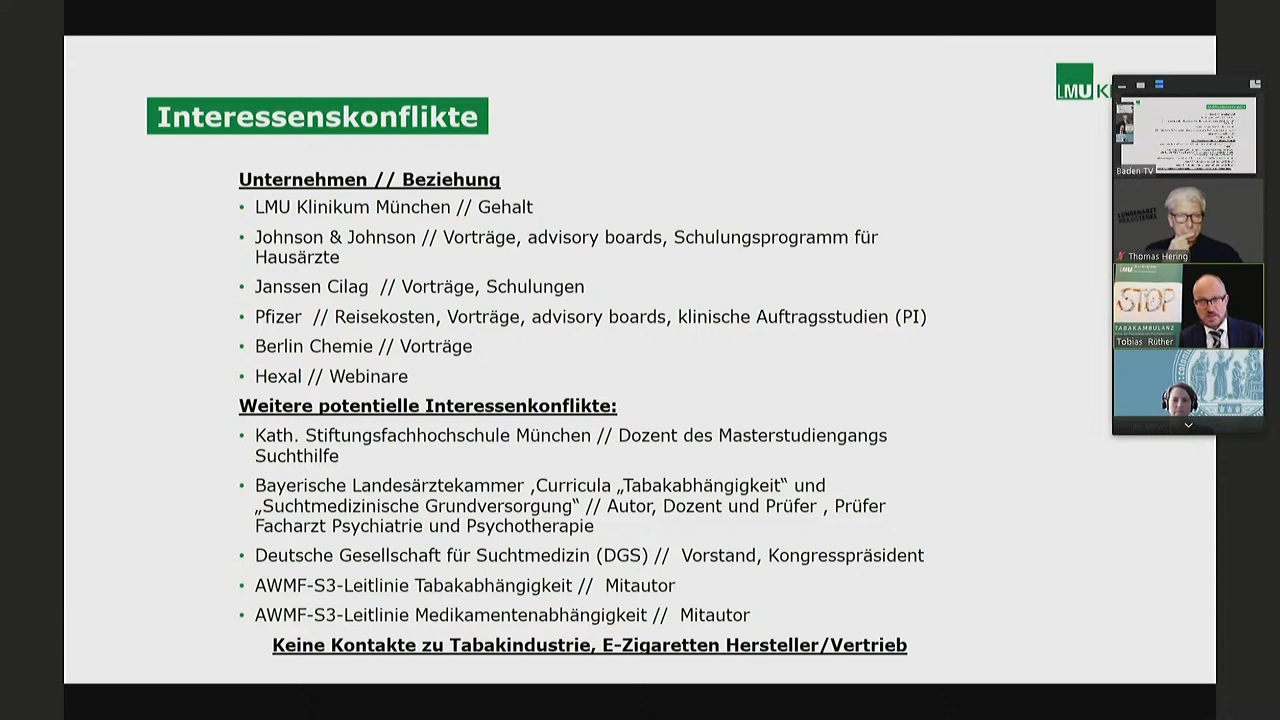 Interessenskonflikte
LMU K
Unternehmen // Beziehung
• LMU Klinikum München // Gehalt
• Johnson & Johnson // Vorträge, advisory boards, Schulungsprogramm für
Hausärzte
• Janssen Cilag // Vorträge, Schulungen
• Pfizer // Reisekosten, Vorträge, advisory boards, klinische Auftragsstudien (PI)
• Berlin Chemie // Vorträge
• Hexal // Webinare
Weitere potentielle Interessenkonflikte:
• Kath. Stiftungsfachhochschule München // Dozent des Masterstudiengangs
Suchthilfe
• Bayerische Landesärztekammer ,Curricula „Tabakabhängigkeit“ und
„Suchtmedizinische Grundversorgung“ // Autor, Dozent und Prüfer , Prüfer
Facharzt Psychiatrie und Psychotherapie
• Deutsche Gesellschaft für Suchtmedizin (DGS) // Vorstand, Kongresspräsident
• AWMF-S3-Leitlinie Tabakabhängigkeit // Mitautor
• AWMF-S3-Leitlinie Medikamentenabhängigkeit // Mitautor
Keine Kontakte zu Tabakindustrie, E-Zigaretten Hersteller/Vertrieb
Baden TV
LUNGENARZT
Thomas Hering
LMU
STOP
TABAKAMBULANZ
Tobias Rüther